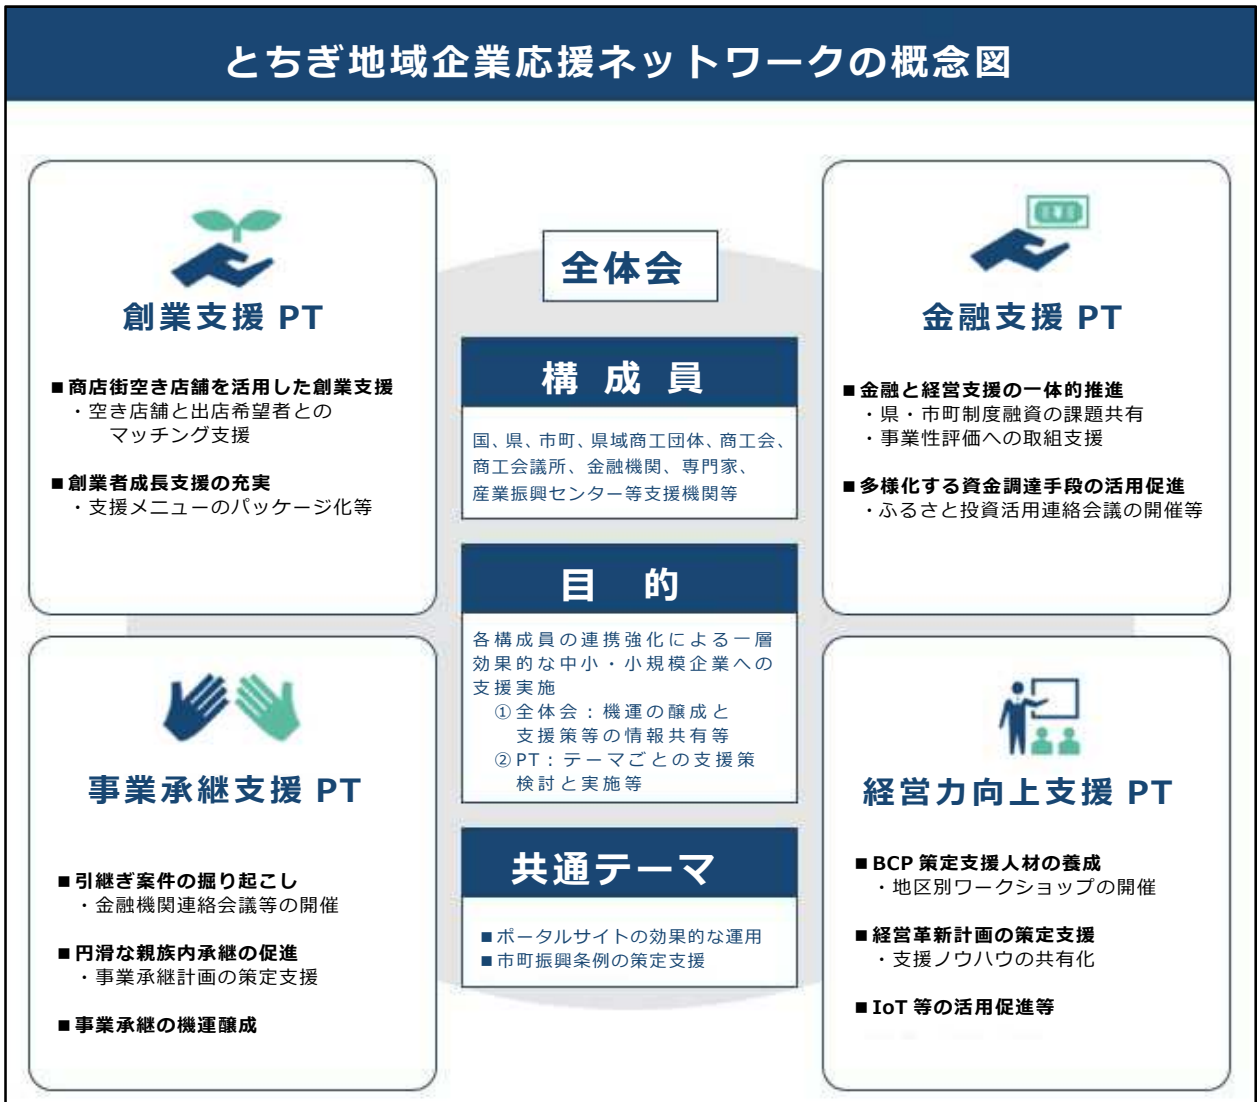 とちぎ地域企業応援ネットワークの概念図
創業支援 PT
■商店街空き店舗を活用した創業支援
・空き店舗と出店希望者との
マッチング支援
■創業者成長支援の充実
・支援メニューのパッケージ化等
全体会
構成員
国、県、市町、県域商工団体、商工会、
商工会議所、金融機関、専門家、
産業振興センター等支援機関等
目的
各構成員の連携強化による一層
効果的な中小・小規模企業への
支援実施
①全体会：機運の醸成と
支援策等の情報共有等
②PT：テーマごとの支援策
検討と実施等
共通テーマ
■ポータルサイトの効果的な運用
■市町振興条例の策定支援
金融支援 PT
■金融と経営支援の一体的推進
・県・市町制度融資の課題共有
・事業性評価への取組支援
■多様化する資金調達手段の活用促進
・ふるさと投資活用連絡会議の開催等
事業承継支援 PT
■引継ぎ案件の掘り起こし
・金融機関連絡会議等の開催
■円滑な親族内承継の促進
・事業承継計画の策定支援
■事業承継の機運醸成
経営力向上支援 PT
■BCP 策定支援人材の養成
・地区別ワークショップの開催
■経営革新計画の策定支援
・支援ノウハウの共有化
■IoT 等の活用促進等